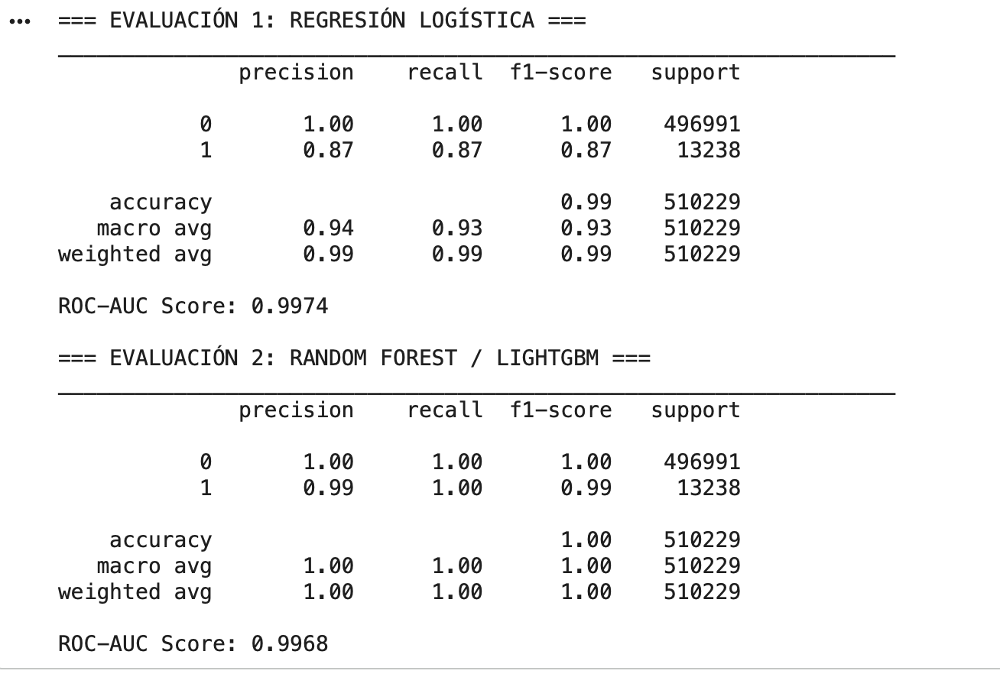 ••• === EVALUACIÓN 1: REGRESIÓN LOGÍSTICA ===
precision recall f1-score support
0 1.00 1.00 1.00 496991
1 0.87 0.87 0.87 13238
accuracy 0.99 510229
macro avg 0.94 0.93 0.93 510229
weighted avg 0.99 0.99 0.99 510229
ROC-AUC Score: 0.9974
=== EVALUACIÓN 2: RANDOM FOREST / LIGHTGBM ===
precision recall f1-score support
0 1.00 1.00 1.00 496991
1 0.99 1.00 0.99 13238
accuracy 1.00 510229
macro avg 1.00 1.00 1.00 510229
weighted avg 1.00 1.00 1.00 510229
ROC-AUC Score: 0.9968